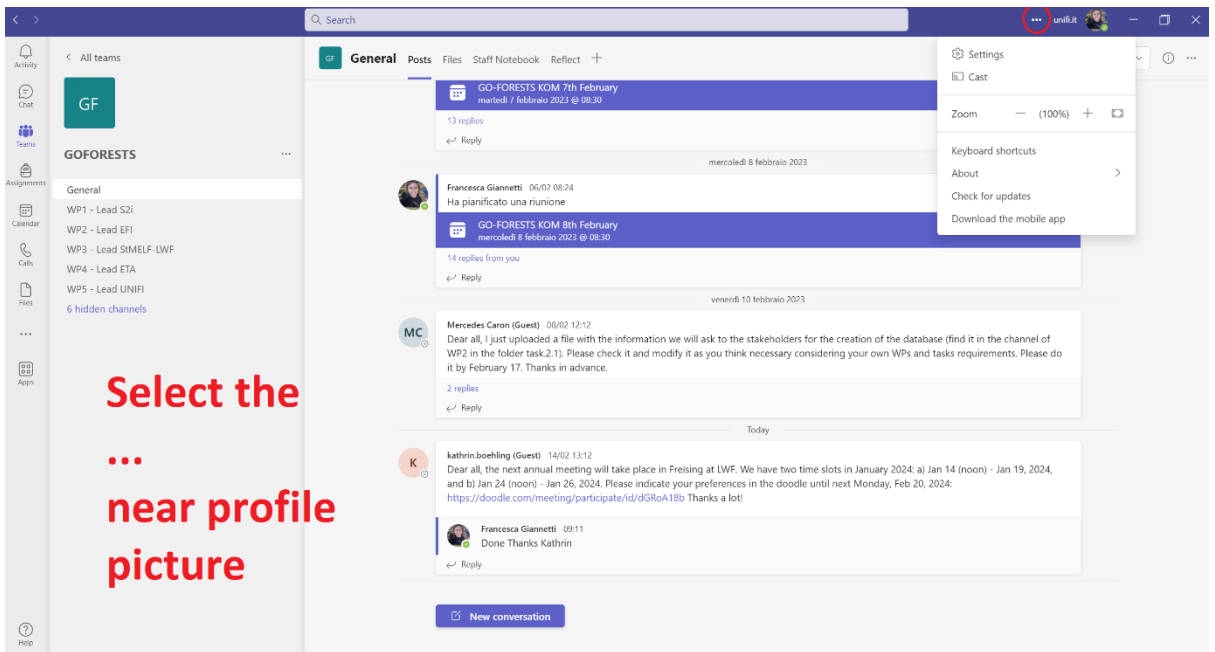 Search
unifi.it
Activity
Chat
Teams
Assignments
Calendar
Calls
Files
Apps
Help
All teams
GF
GOFORESTS
General
WP1 - Lead S2i
WP2 - Lead EFI
WP3 - Lead StMELF-LWF
WP4 - Lead ETA
WP5 - Lead UNIFI
6 hidden channels
Select the
...
near profile
picture
GF General Posts Files Staff Notebook Reflect
GO-FORESTS KOM 7th February
martedì 7 febbraio 2023 @ 08:30
13 replies
Reply
mercoledì 8 febbraio 2023
Francesca Giannetti 06/02 08:24
Ha pianificato una riunione
GO-FORESTS KOM 8th February
mercoledì 8 febbraio 2023 @ 08:30
14 replies from you
Reply
venerdì 10 febbraio 2023
MC
Mercedes Caron (Guest) 08/02 12:12
Dear all, I just uploaded a file with the information we will ask to the stakeholders for the creation of the database (find it in the channel of
WP2 in the folder task.2.1). Please check it and modify it as you think necessary considering your own WPs and tasks requirements. Please do
it by February 17. Thanks in advance.
2 replies
Reply
Today
K
kathrin.boehling (Guest) 14/02 13:12
Dear all, the next annual meeting will take place in Freising at LWF. We have two time slots in January 2024: a) Jan 14 (noon) - Jan 19, 2024,
and b) Jan 24 (noon) - Jan 26, 2024. Please indicate your preferences in the doodle until next Monday, Feb 20, 2024:
https://doodle.com/meeting/participate/id/dGRoA18b Thanks a lot!
Francesca Giannetti 09:11
Done Thanks Kathrin
Reply
New conversation
Settings
Cast
Zoom — (100%) +
Keyboard shortcuts
About
Check for updates
Download the mobile app